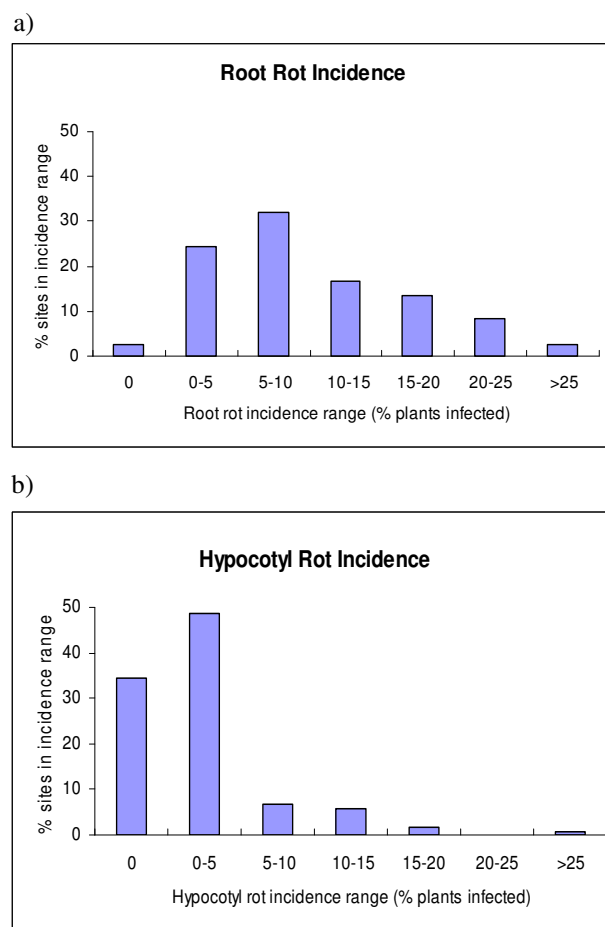 a)
Root Rot Incidence
% sites in incidence range
50
40
30
20
10
0
0 0-5 5-10 10-15 15-20 20-25 >25
Root rot incidence range (% plants infected)
b)
Hypocotyl Rot Incidence
% sites in incidence range
50
40
30
20
10
0
0 0-5 5-10 10-15 15-20 20-25 >25
Hypocotyl rot incidence range (% plants infected)